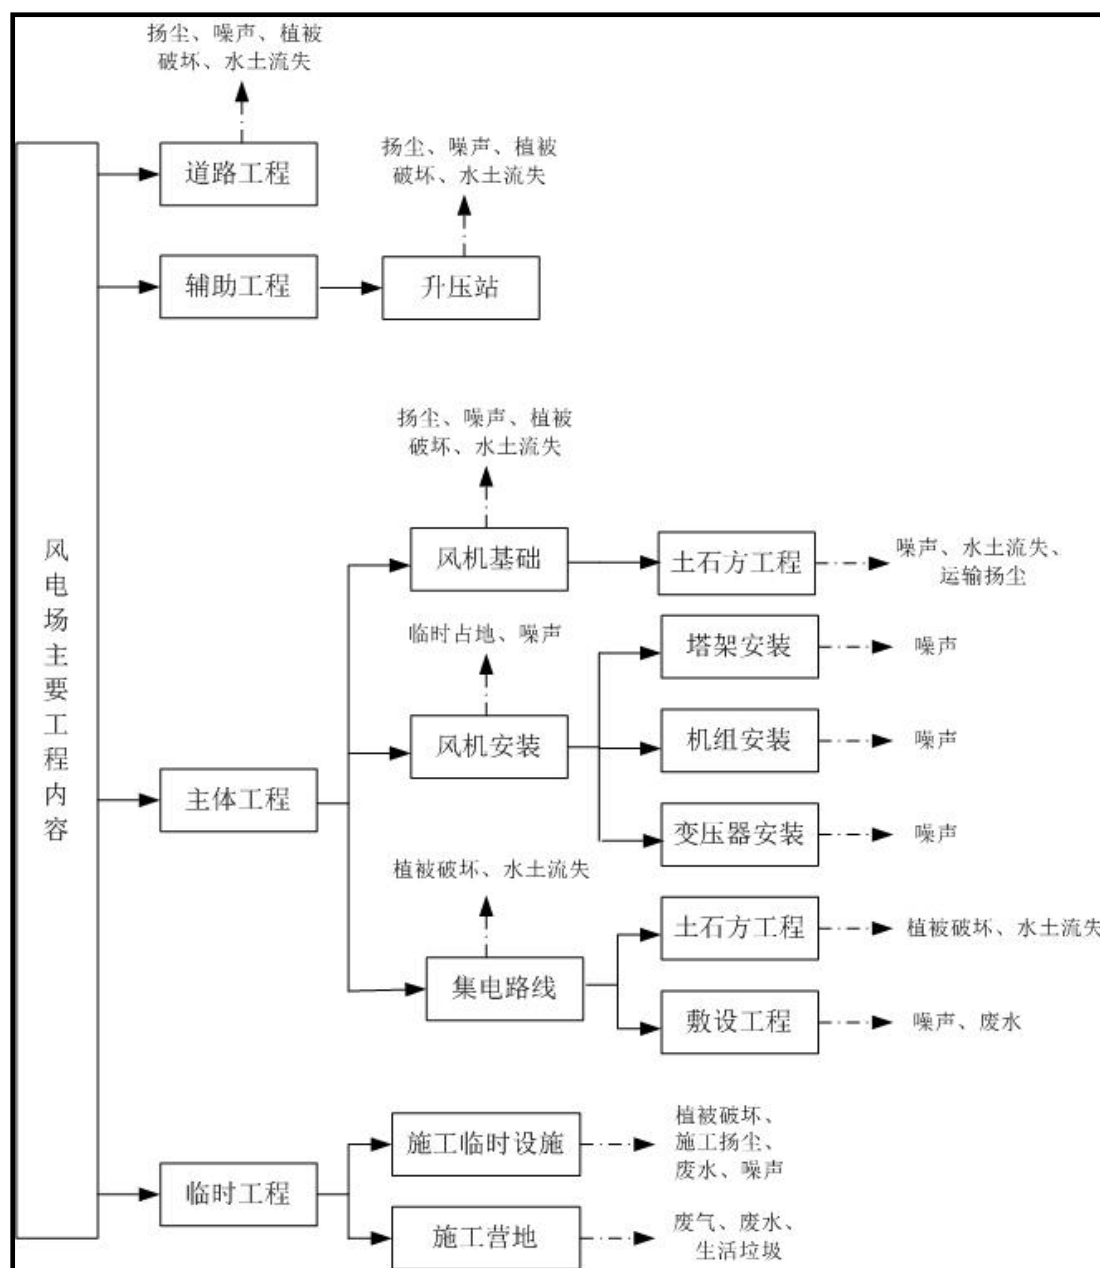 扬尘、噪声、植被
破坏、水土流失
道路工程
扬尘、噪声、植被
破坏、水土流失
辅助工程
升压站
风电场主要工程内容
扬尘、噪声、植被
破坏、水土流失
风机基础
土石方工程
噪声、水土流失、
运输扬尘
临时占地、噪声
塔架安装
噪声
风机安装
机组安装
噪声
主体工程
变压器安装
噪声
植被破坏、水土流失
土石方工程
植被破坏、水土流失
集电路线
敷设工程
噪声、废水
施工临时设施
植被破坏、
施工扬尘、
废水、噪声
临时工程
施工营地
废气、废水、
生活垃圾